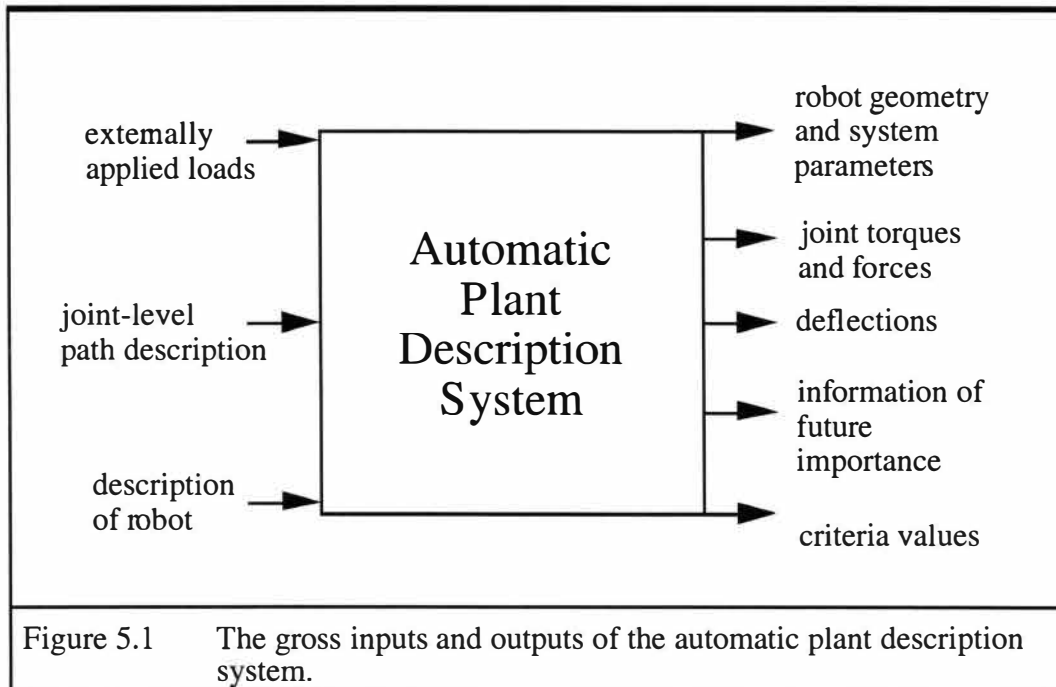 externally
applied loads
joint-level
path description
description
of robot
Automatic
Plant
Description
System
robot geometry
and system
parameters
joint torques
and forces
deflections
information of
future
importance
criteria values
Figure 5.1 The gross inputs and outputs of the automatic plant description
system.